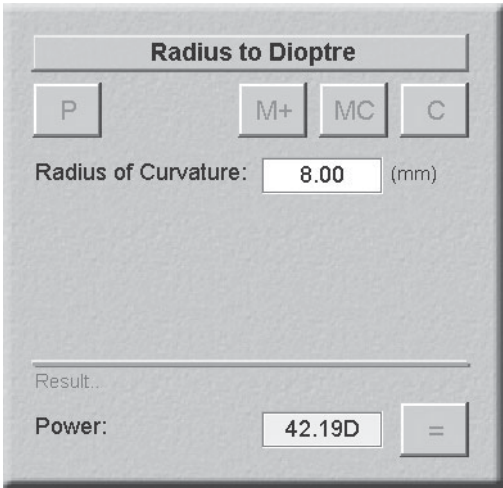 Radius to Dioptre
P M+ MC C
Radius of Curvature: 8.00 (mm)
Result..
Power: 42.19D =